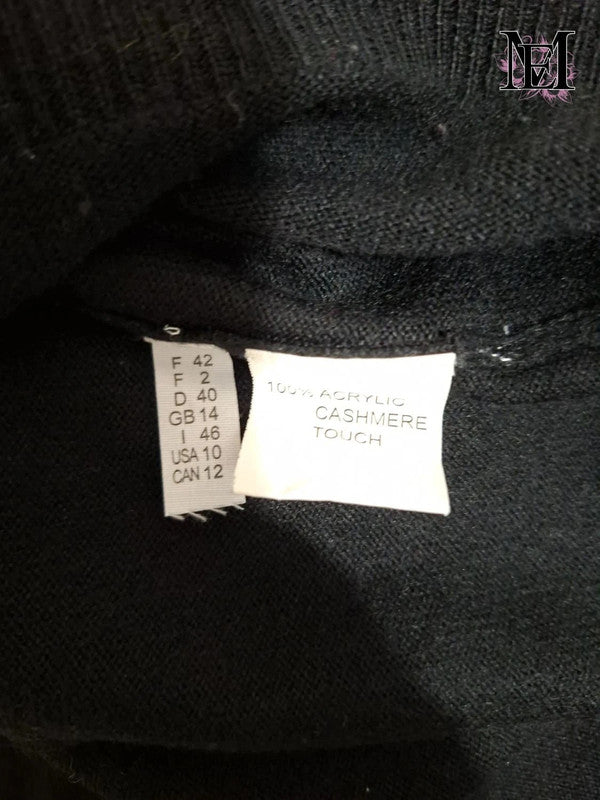 F 42
F 2
D 40
GB 14
I 46
USA 10
CAN 12
100% ACRYLIC
CASHMERE
TOUCH